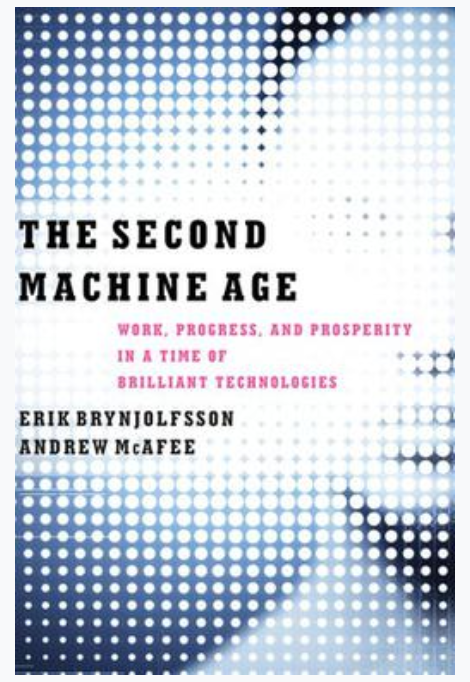 THE SECOND
MACHINE AGE
WORK, PROGRESS, AND PROSPERITY
IN A TIME OF
BRILLIANT TECHNOLOGIES
ERIK BRYNJOLFSSON
ANDREW McAFEE